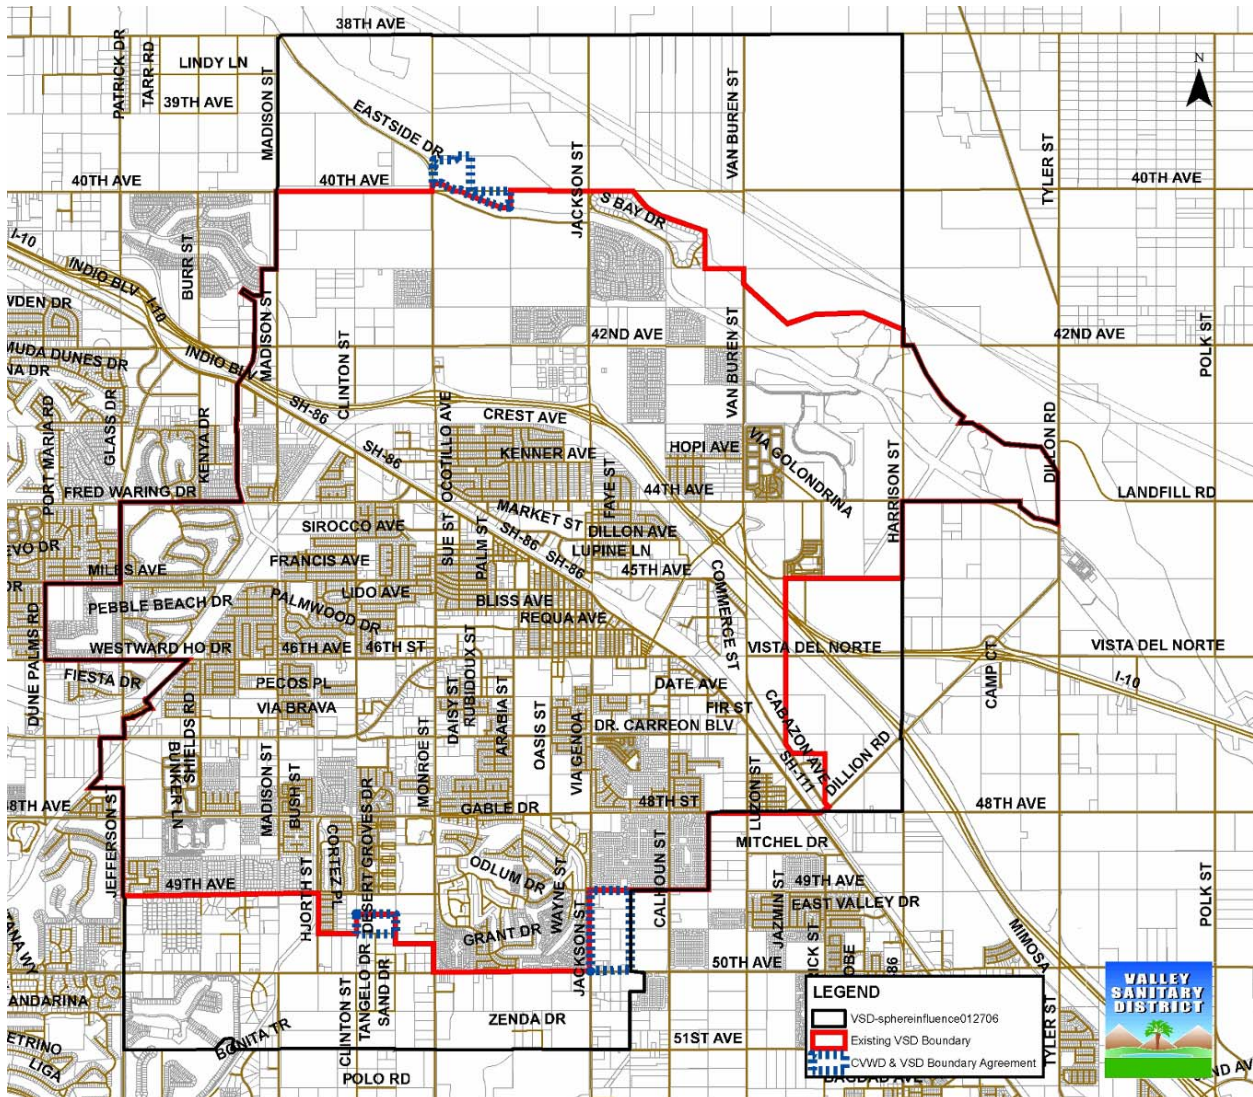 38TH AVE
PATRICK DR
TARR RD
LINDY LN
39TH AVE
MADISON ST
EASTSIDE DR
JACKSON ST
VAN BUREN ST
TYLER ST
N
40TH AVE
40TH AVE
40TH AVE
S BAY DR
I-10
INDIO BLV
I-10
BURR ST
WDEN DR
MUDA DUNES DR
NA DR
INDIO BLV
MADISON ST
CLINTON ST
42ND AVE
VAN BUREN ST
42ND AVE
POLK ST
PORT MARIA RD
GLASS DR
KENYA DR
SH-86
SH-86
OCOTILLO AVE
CREST AVE
KENNER AVE
HOPI AVE
VIA GOLONDRINA
HARRISON ST
DILLON RD
FRED WARING DR
44TH AVE
FAYE ST
LANDFILL RD
SIROCCO AVE
SUE ST
MARKET ST
DILLON AVE
EVO DR
FRANCIS AVE
PALM ST
SH-86
SH-86
LUPINE LN
MILES AVE
45TH AVE
DR
LIDO AVE
PEBBLE BEACH DR
PALMWOOD DR
BLISS AVE
REQUA AVE
COMMERCE ST
DUNE PALMS RD
WESTWARD HO DR
46TH AVE
46TH ST
VISTA DEL NORTE
VISTA DEL NORTE
FIESTA DR
PECOS PL
DAISY ST
RUBIDOUX ST
DATE AVE
CAMP CT
I-10
VIA BRAVA
ARABIA ST
FIR ST
SHIELDS RD
BUNKER LN
MONROE ST
OASIS ST
VIA GENOA
DR. CARREON BLV
CABAZON AVE
SH-111
DILLION RD
MADISON ST
BUSH ST
LUZON ST
48TH AVE
JEFFERSON ST
GABLE DR
48TH ST
48TH AVE
CORTEZ PL
DESERT GROVES DR
MITCHEL DR
49TH AVE
ODLUM DR
CALHOUN ST
49TH AVE
POLK ST
HJORTH ST
WAYNE ST
EAST VALLEY DR
JAZMIN ST
GRANT DR
JACKSON ST
MIMOSA
CLINTON ST
TANGELO DR
SAND DR
50TH AVE
ANDARINA
ZENDA DR
BONITA TR
51ST AVE
TYLER ST
ETRINO
LIGA
POLO RD
LEGEND
VSD-sphereinfluence012706
Existing VSD Boundary
CVWD & VSD Boundary Agreement
VALLEY
SANITARY
DISTRICT